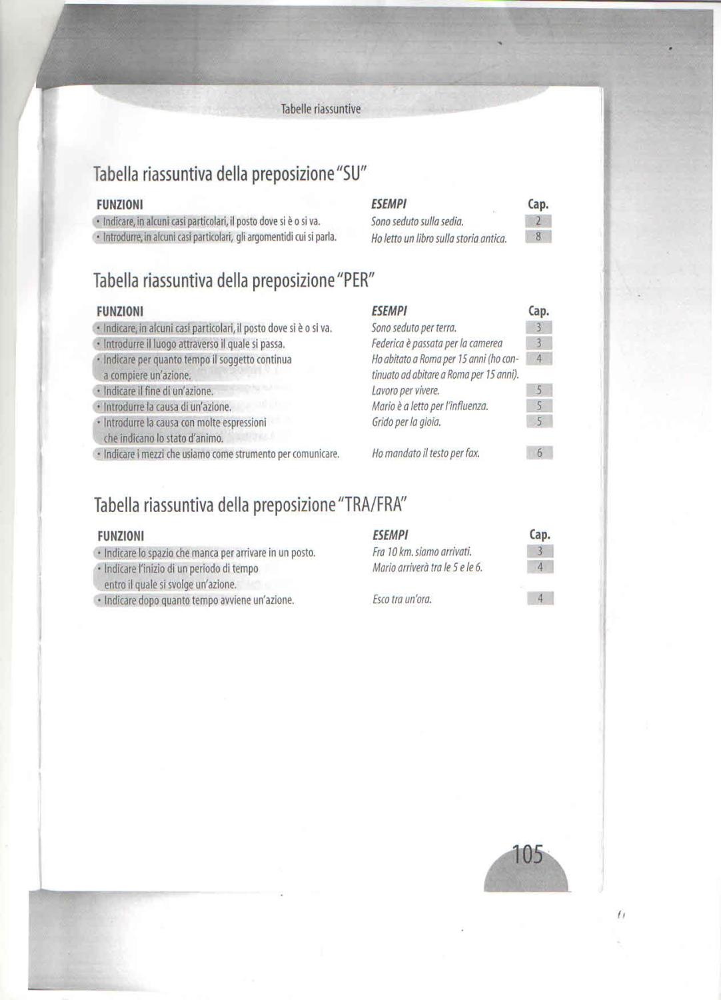 Tabelle riassuntive
Tabella riassuntiva della preposizione "SU"
FUNZIONI ESEMPI Cap.
• Indicare, in alcuni casi particolari, il posto dove si è o si va. Sono seduto sulla sedia. 2
• Introdurre, in alcuni casi particolari, gli argomentidi cui si parla. Ho letto un libro sulla storia antica. 8
Tabella riassuntiva della preposizione "PER"
FUNZIONI ESEMPI Cap.
• Indicare, in alcuni casi particolari, il posto dove si è o si va. Sono seduto per terra. 3
• Introdurre il luogo attraverso il quale si passa. Federica è passata per la camerea 3
• Indicare per quanto tempo il soggetto continua Ho abitato a Roma per 15 anni (ho con- 4
a compiere un'azione. tinuato ad abitare a Roma per 15 anni).
• Indicare il fine di un'azione. Lavoro per vivere. 5
• Introdurre la causa di un'azione. Mario è a letto per l'influenza. 5
• Introdurre la causa con molte espressioni Grido per la gioia. 5
che indicano lo stato d'animo.
• Indicare i mezzi che usiamo come strumento per comunicare. Ho mandato il testo per fax. 6
Tabella riassuntiva della preposizione "TRA/FRA"
FUNZIONI ESEMPI Cap.
• Indicare lo spazio che manca per arrivare in un posto. Fra 10 km. siamo arrivati. 3
• Indicare l'inizio di un periodo di tempo Mario arriverà tra le 5 e le 6. 4
entro il quale si svolge un'azione.
• Indicare dopo quanto tempo avviene un'azione. Esco tra un'ora. 4
105